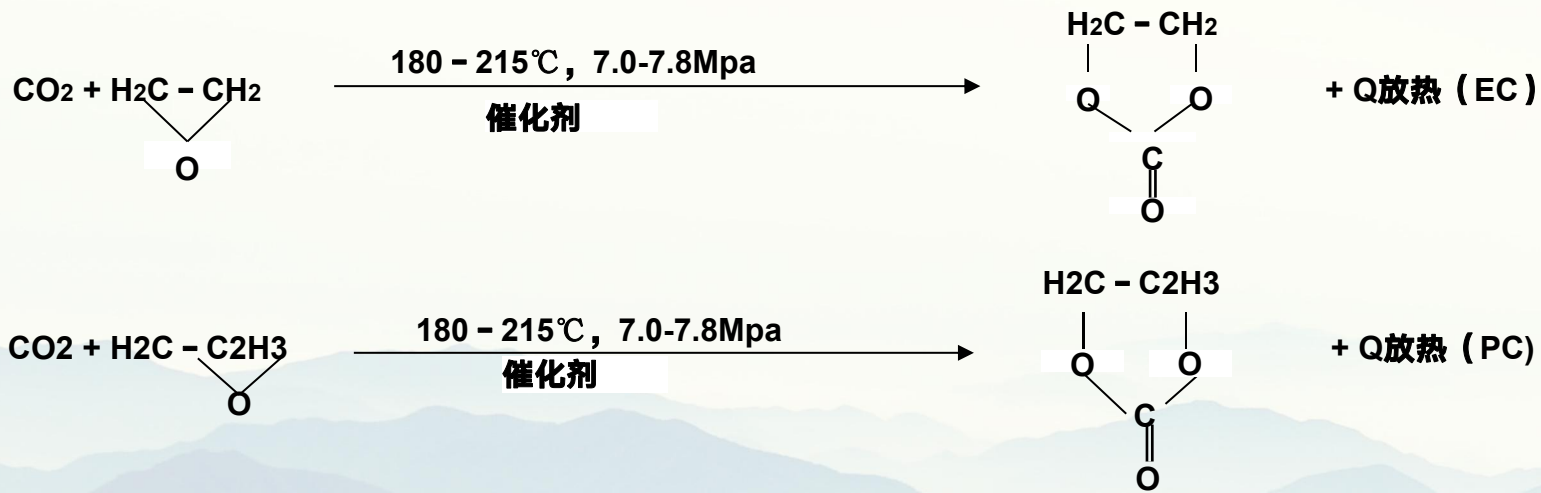 H2C – CH2
180－215℃，7.0-7.8Mpa
CO2 + H2C – CH2
O
O
+ Q放热（EC）
催化剂
C
O
O
H2C – C2H3
180－215℃，7.0-7.8Mpa
CO2 + H2C – C2H3
O
O
+ Q放热（PC)
催化剂
O
C
O